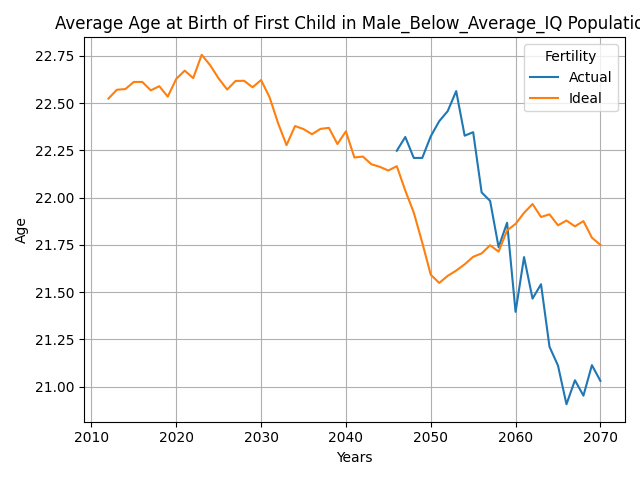 Average Age at Birth of First Child in Male_Below_Average_IQ Populatio
Fertility
Actual
Ideal
22.75
22.50
22.25
22.00
21.75
21.50
21.25
21.00
Age
2010 2020 2030 2040 2050 2060 2070
Years